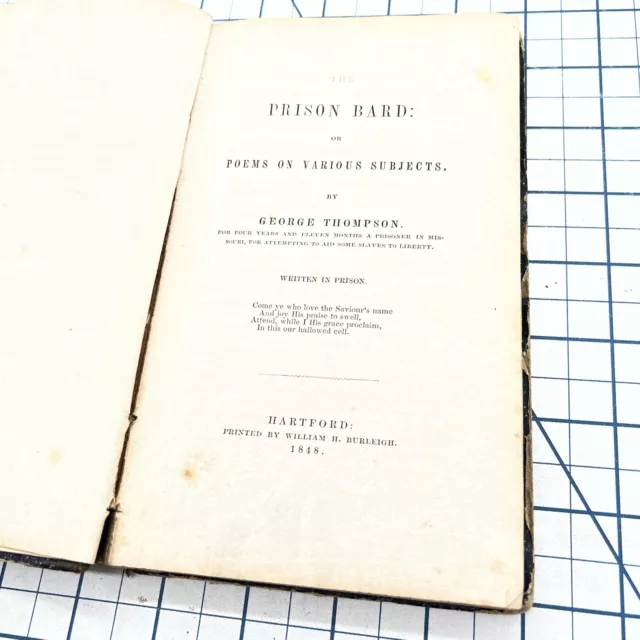 THE
PRISON BARD:
OR
POEMS ON VARIOUS SUBJECTS.
BY
GEORGE THOMPSON.
FOR FOUR YEARS AND ELEVEN MONTHS A PRISONER IN MIS-
SOURI, FOR ATTEMPTING TO AID SOME SLAVES TO LIBERTY.
WRITTEN IN PRISON.
Come ye who love the Saviour's name
And joy His praise to swell,
Attend, while I His grace proclaim,
In this our hallowed cell.
HARTFORD:
PRINTED BY WILLIAM H. BURLEIGH.
1848.